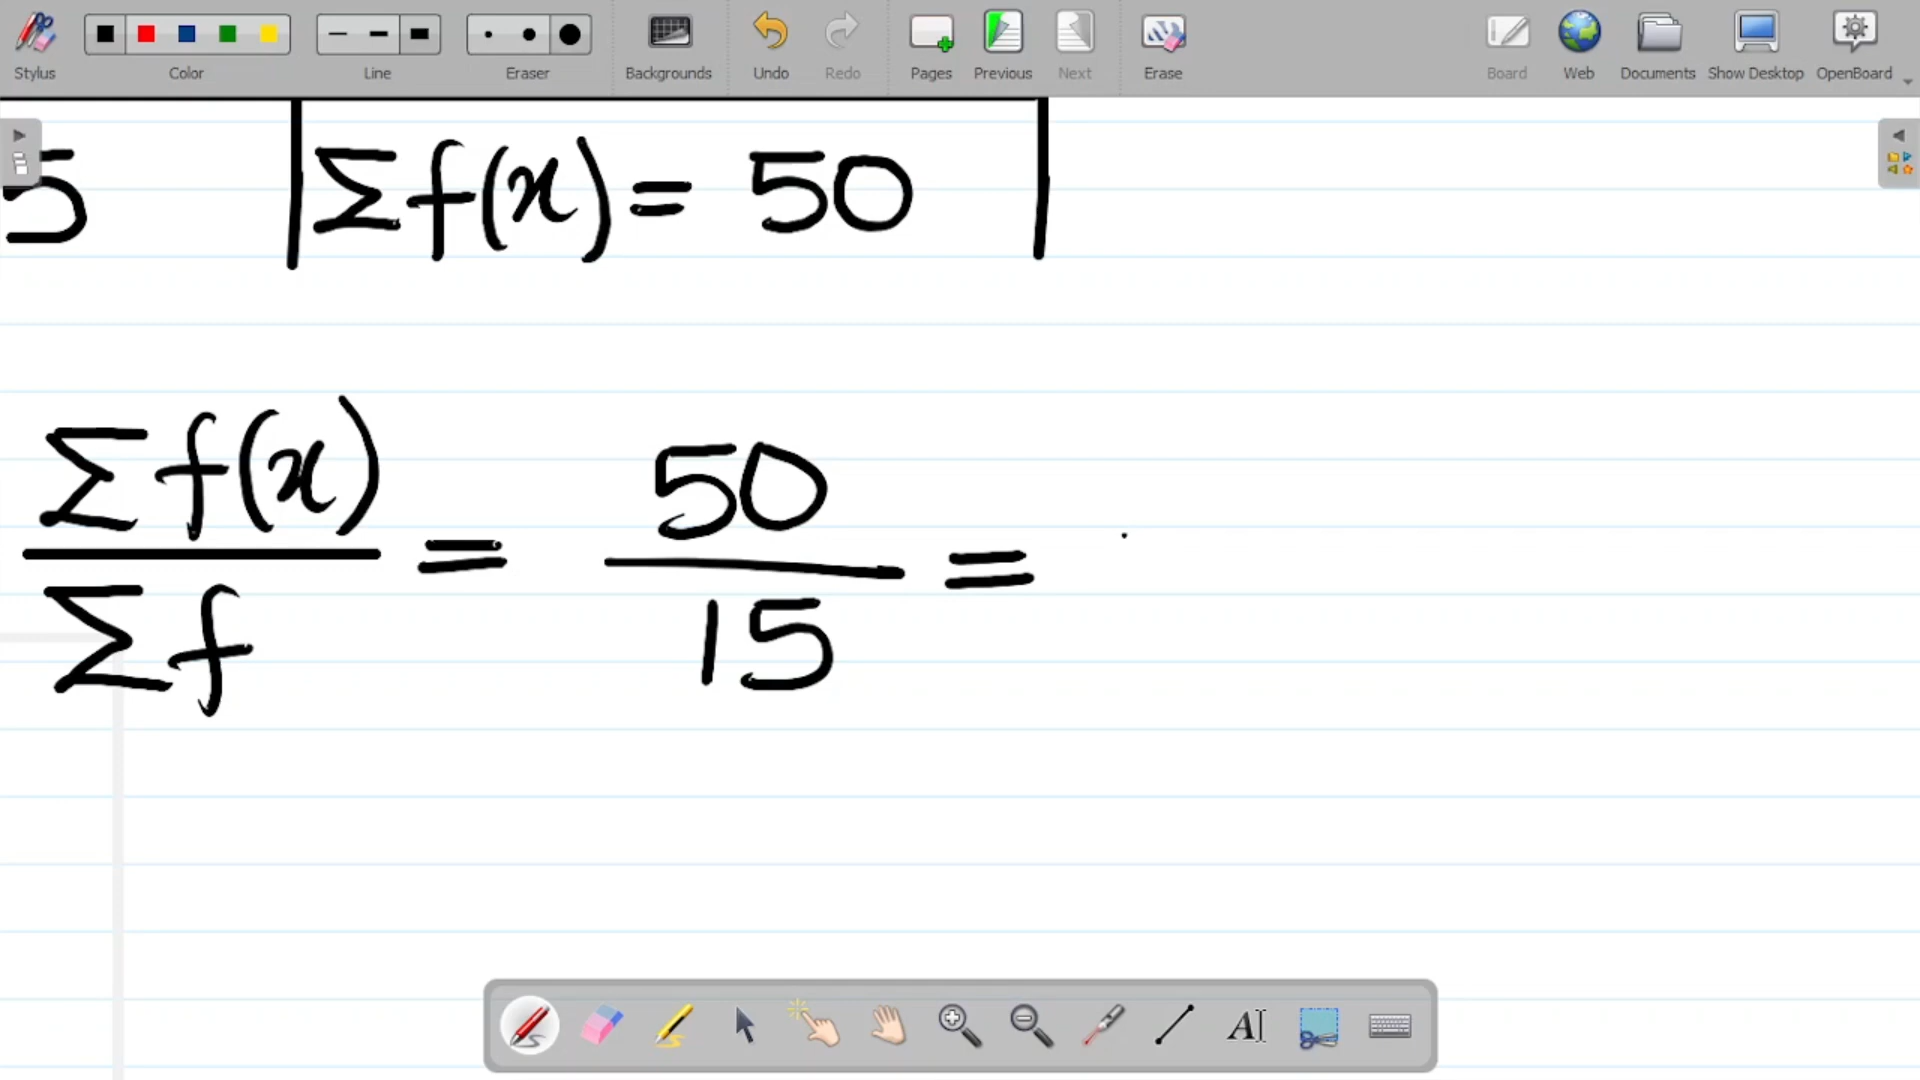 Stylus Color Line Eraser Backgrounds Undo Redo Pages Previous Next Erase Board Web Documents Show Desktop OpenBoard
5 Σf(x) = 50
Σf(x) / Σf = 50 / 15 =